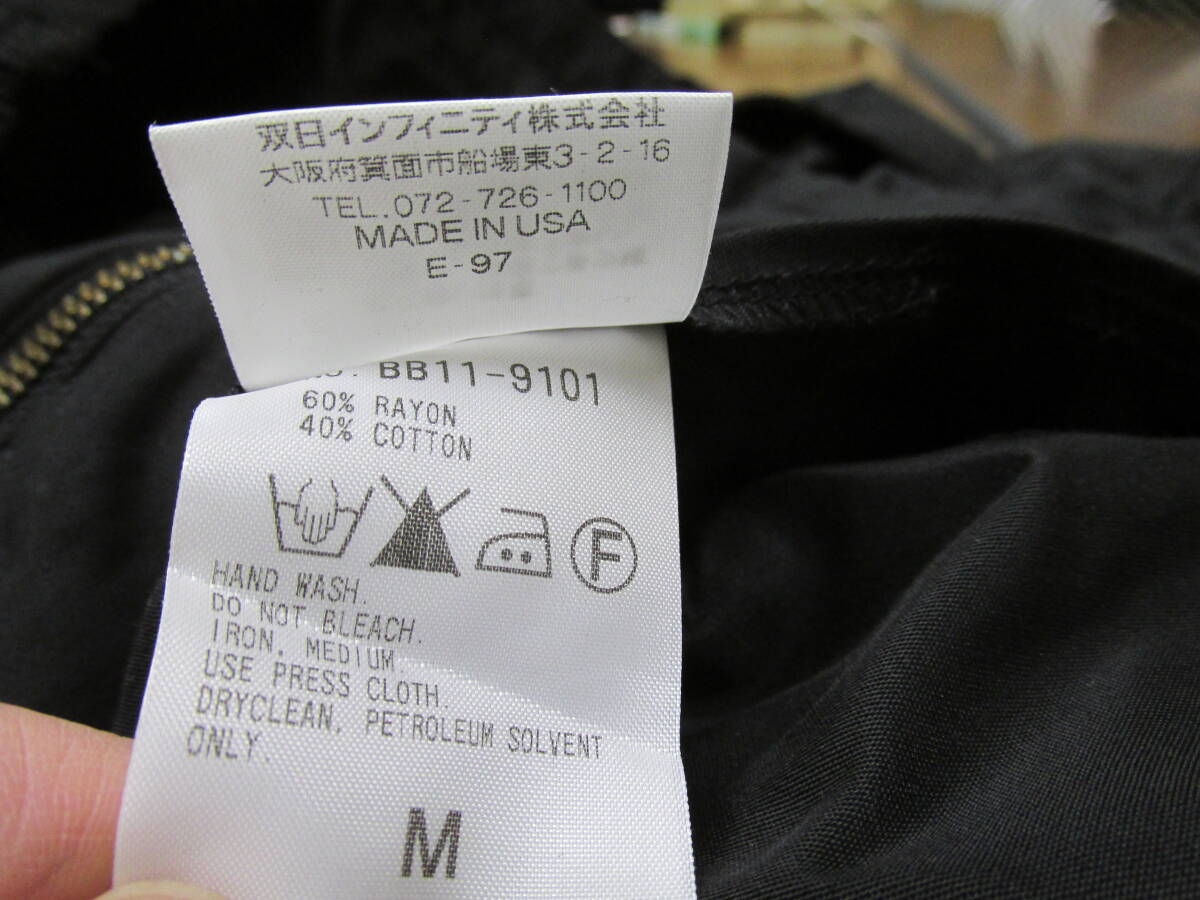 双日インフィニティ株式会社
大阪府箕面市船場東3-2-16
TEL.072-726-1100
MADE IN USA
E-97
BB11-9101
60% RAYON
40% COTTON
F
HAND WASH.
DO NOT BLEACH.
IRON, MEDIUM
USE PRESS CLOTH.
DRYCLEAN, PETROLEUM SOLVENT
ONLY.
M